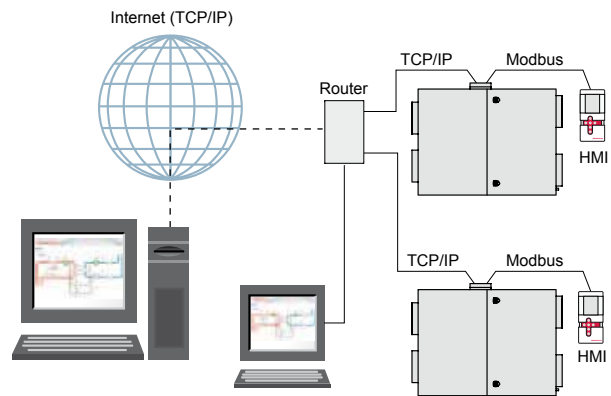 Internet (TCP/IP)
TCP/IP
Modbus
Router
HMI
TCP/IP
Modbus
HMI